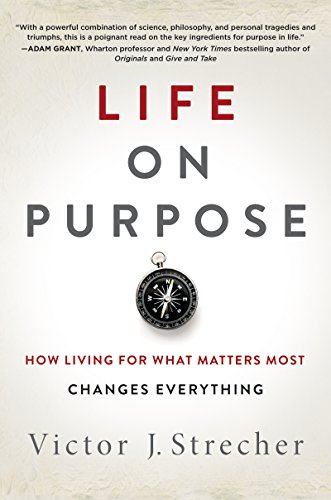 "With a powerful combination of science, philosophy, and personal tragedies and
triumphs, this is a poignant read on the key ingredients for purpose in life."
—ADAM GRANT, Wharton professor and New York Times bestselling author of
Originals and Give and Take
LIFE
ON
PURPOSE
N
E
S
W
HOW LIVING FOR WHAT MATTERS MOST
CHANGES EVERYTHING
Victor J. Strecher